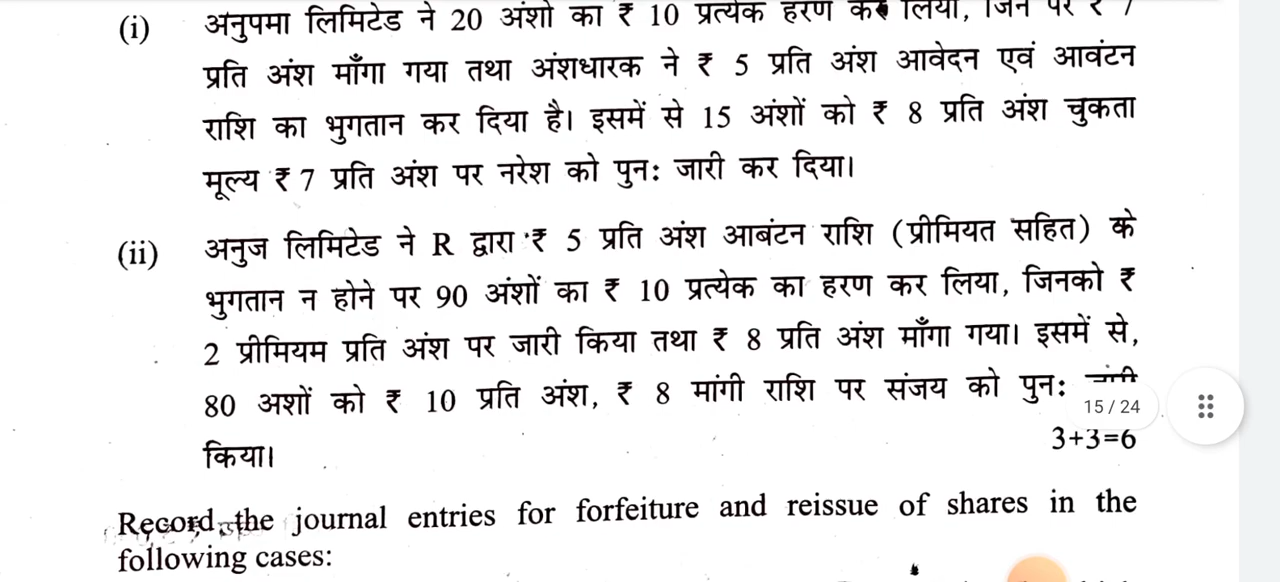 (i) अनुपमा लिमिटेड ने 20 अंशों का ₹ 10 प्रत्येक हरण कर लिया, जिन पर ₹ 7
प्रति अंश माँगा गया तथा अंशधारक ने ₹ 5 प्रति अंश आवेदन एवं आवंटन
राशि का भुगतान कर दिया है। इसमें से 15 अंशों को ₹ 8 प्रति अंश चुकता
मूल्य ₹ 7 प्रति अंश पर नरेश को पुनः जारी कर दिया।
(ii) अनुज लिमिटेड ने R द्वारा ₹ 5 प्रति अंश आबंटन राशि (प्रीमियत सहित) के
भुगतान न होने पर 90 अंशों का ₹ 10 प्रत्येक का हरण कर लिया, जिनको ₹
2 प्रीमियम प्रति अंश पर जारी किया तथा ₹ 8 प्रति अंश माँगा गया। इसमें से,
80 अशों को ₹ 10 प्रति अंश, ₹ 8 मांगी राशि पर संजय को पुनः
15 / 24
किया। 3+3=6
Record the journal entries for forfeiture and reissue of shares in the
following cases: